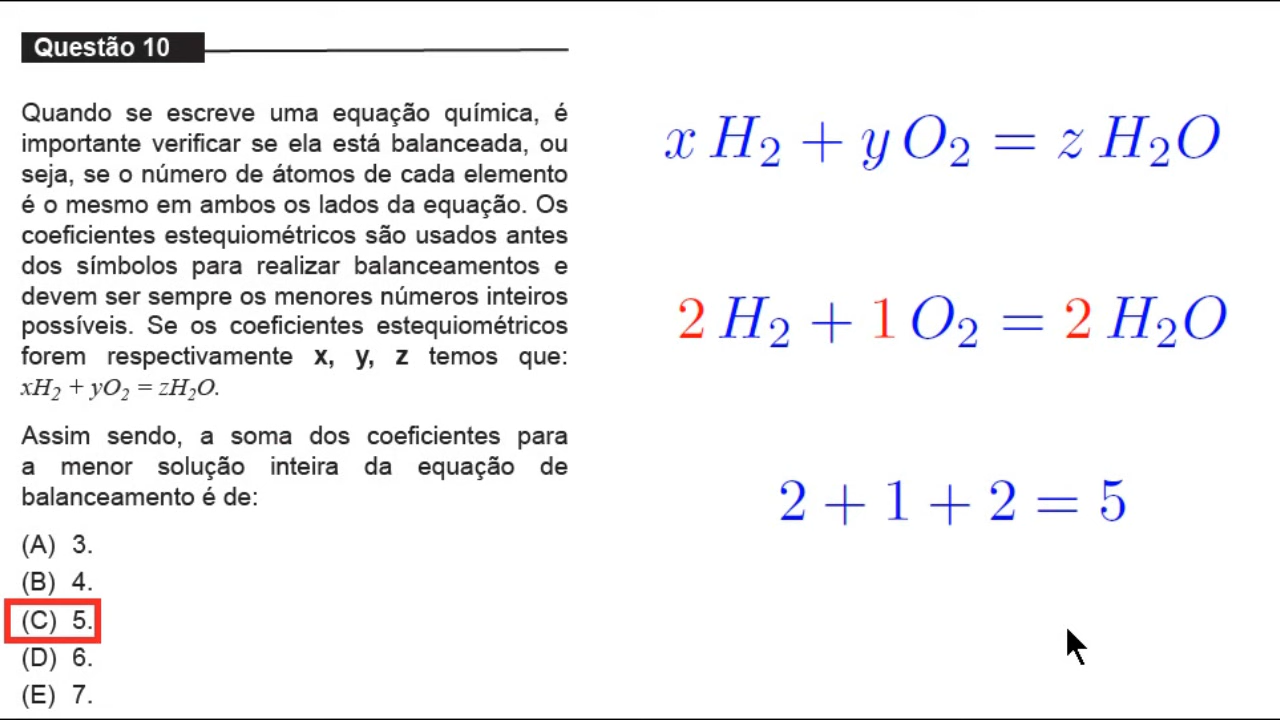 Questão 10
Quando se escreve uma equação química, é
importante verificar se ela está balanceada, ou
seja, se o número de átomos de cada elemento
é o mesmo em ambos os lados da equação. Os
coeficientes estequiométricos são usados antes
dos símbolos para realizar balanceamentos e
devem ser sempre os menores números inteiros
possíveis. Se os coeficientes estequiométricos
forem respectivamente x, y, z temos que:
xH₂ + yO₂ = zH₂O.
Assim sendo, a soma dos coeficientes para
a menor solução inteira da equação de
balanceamento é de:
(A) 3.
(B) 4.
(C) 5.
(D) 6.
(E) 7.
x H₂ + y O₂ = z H₂O
2 H₂ + 1 O₂ = 2 H₂O
2 + 1 + 2 = 5